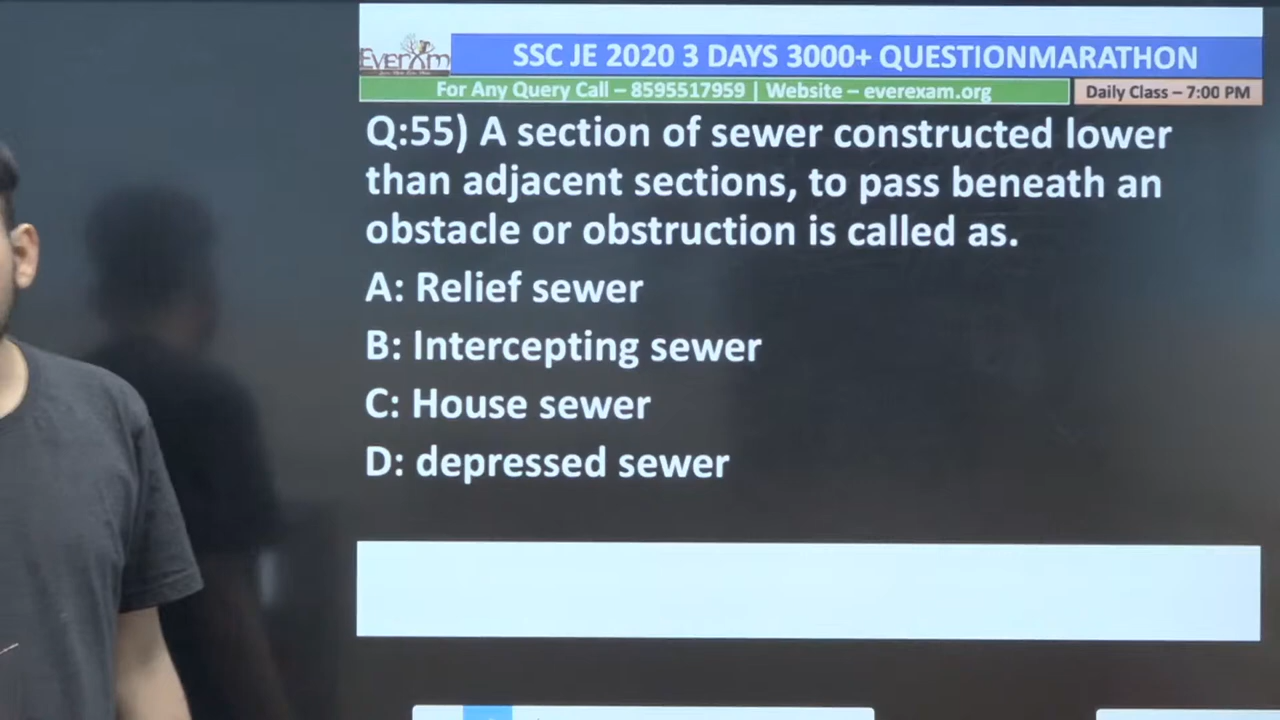 EVEREXAM
SSC JE 2020 3 DAYS 3000+ QUESTIONMARATHON
For Any Query Call – 8595517959 | Website – everexam.org
Daily Class – 7:00 PM
Q:55) A section of sewer constructed lower
than adjacent sections, to pass beneath an
obstacle or obstruction is called as.
A: Relief sewer
B: Intercepting sewer
C: House sewer
D: depressed sewer